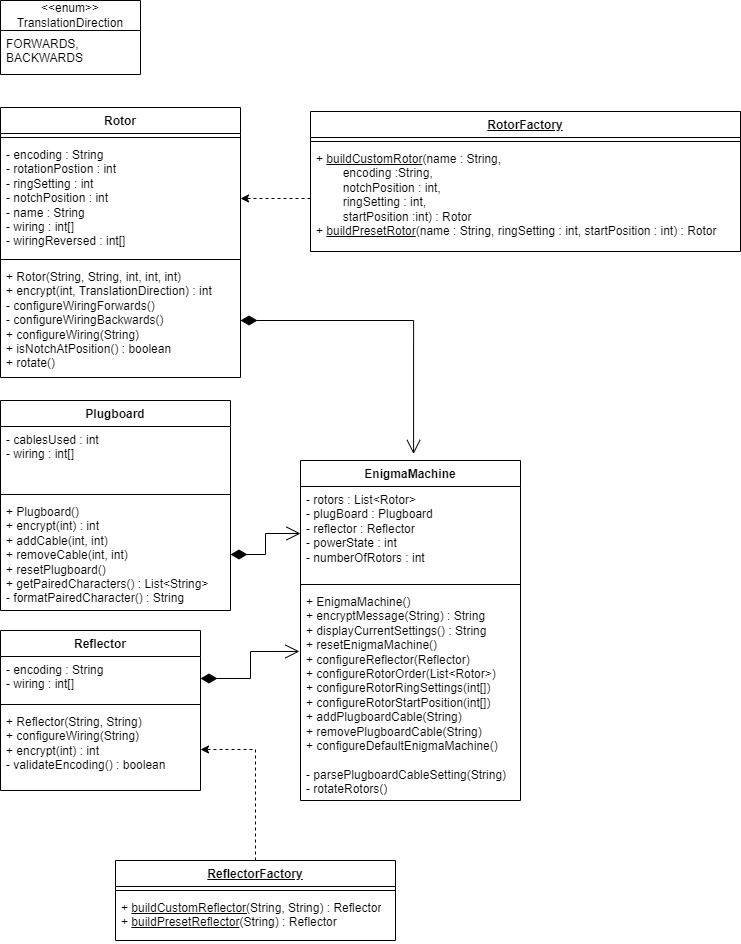 <<enum>>
TranslationDirection
FORWARDS,
BACKWARDS
Rotor
- encoding : String
- rotationPostion : int
- ringSetting : int
- notchPosition : int
- name : String
- wiring : int[]
- wiringReversed : int[]
+ Rotor(String, String, int, int, int)
+ encrypt(int, TranslationDirection) : int
- configureWiringForwards()
- configureWiringBackwards()
+ configureWiring(String)
+ isNotchAtPosition() : boolean
+ rotate()
RotorFactory
+ buildCustomRotor(name : String,
encoding :String,
notchPosition : int,
ringSetting : int,
startPosition :int) : Rotor
+ buildPresetRotor(name : String, ringSetting : int, startPosition : int) : Rotor
Plugboard
- cablesUsed : int
- wiring : int[]
+ Plugboard()
+ encrypt(int) : int
+ addCable(int, int)
+ removeCable(int, int)
+ resetPlugboard()
+ getPairedCharacters() : List<String>
- formatPairedCharacter() : String
EnigmaMachine
- rotors : List<Rotor>
- plugBoard : Plugboard
- reflector : Reflector
- powerState : int
- numberOfRotors : int
+ EnigmaMachine()
+ encryptMessage(String) : String
+ displayCurrentSettings() : String
+ resetEnigmaMachine()
+ configureReflector(Reflector)
+ configureRotorOrder(List<Rotor>)
+ configureRotorRingSettings(int[])
+ configureRotorStartPosition(int[])
+ addPlugboardCable(String)
+ removePlugboardCable(String)
+ configureDefaultEnigmaMachine()
- parsePlugboardCableSetting(String)
- rotateRotors()
Reflector
- encoding : String
- wiring : int[]
+ Reflector(String, String)
+ configureWiring(String)
+ encrypt(int) : int
- validateEncoding() : boolean
ReflectorFactory
+ buildCustomReflector(String, String) : Reflector
+ buildPresetReflector(String) : Reflector